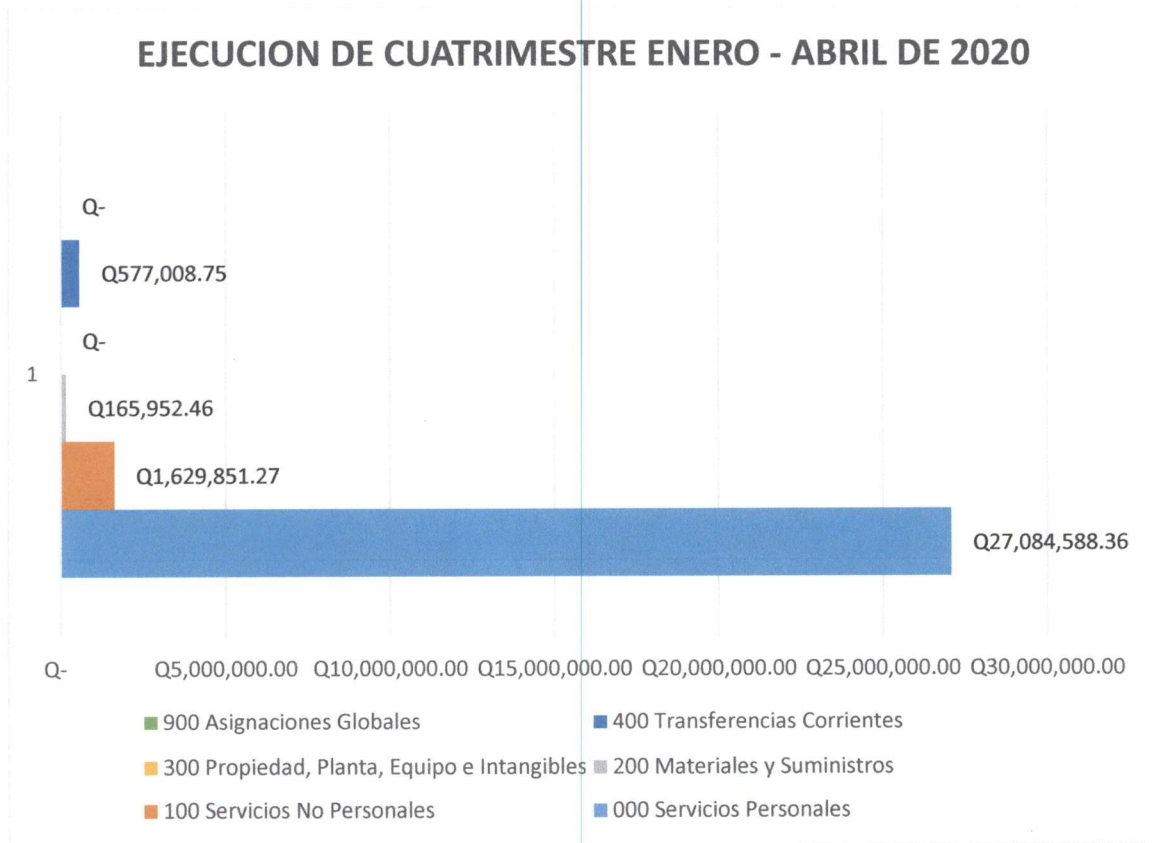 EJECUCION DE CUATRIMESTRE ENERO - ABRIL DE 2020
Q-
Q577,008.75
Q-
1
Q165,952.46
Q1,629,851.27
Q27,084,588.36
Q- Q5,000,000.00 Q10,000,000.00 Q15,000,000.00 Q20,000,000.00 Q25,000,000.00 Q30,000,000.00
900 Asignaciones Globales 400 Transferencias Corrientes
300 Propiedad, Planta, Equipo e Intangibles 200 Materiales y Suministros
100 Servicios No Personales 000 Servicios Personales